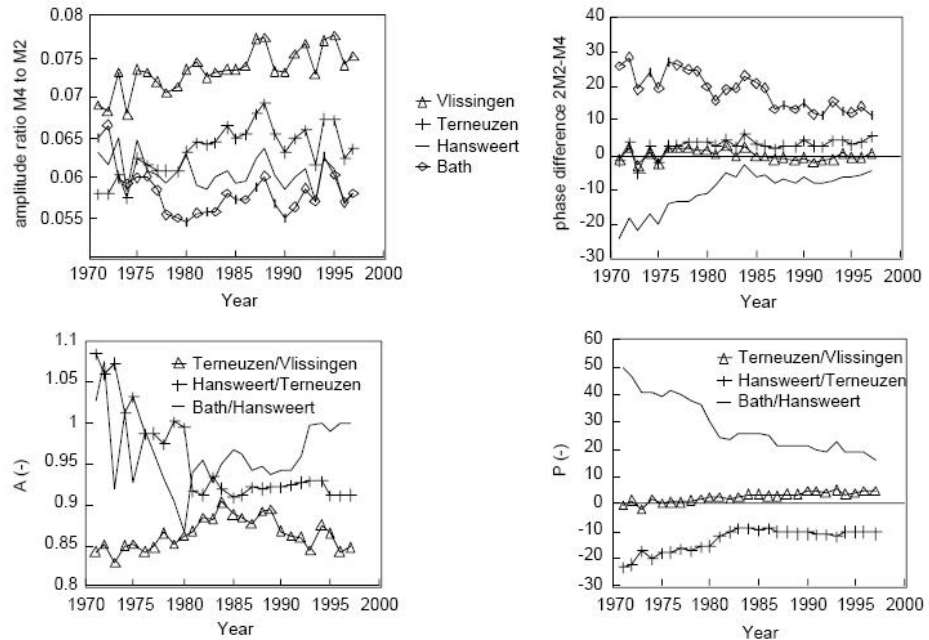 amplitude ratio M4 to M2
0.08
0.075
0.07
0.065
0.06
0.055
1970 1975 1980 1985 1990 1995 2000
Year
Vlissingen
Terneuzen
Hansweert
Bath
phase difference 2M2-M4
40
30
20
10
0
-10
-20
-30
1970 1975 1980 1985 1990 1995 2000
Year
A (-)
1.1
1.05
1
0.95
0.9
0.85
0.8
Terneuzen/Vlissingen
Hansweert/Terneuzen
Bath/Hansweert
1970 1975 1980 1985 1990 1995 2000
Year
P (-)
60
50
40
30
20
10
0
-10
-20
-30
Terneuzen/Vlissingen
Hansweert/Terneuzen
Bath/Hansweert
1970 1975 1980 1985 1990 1995 2000
Year